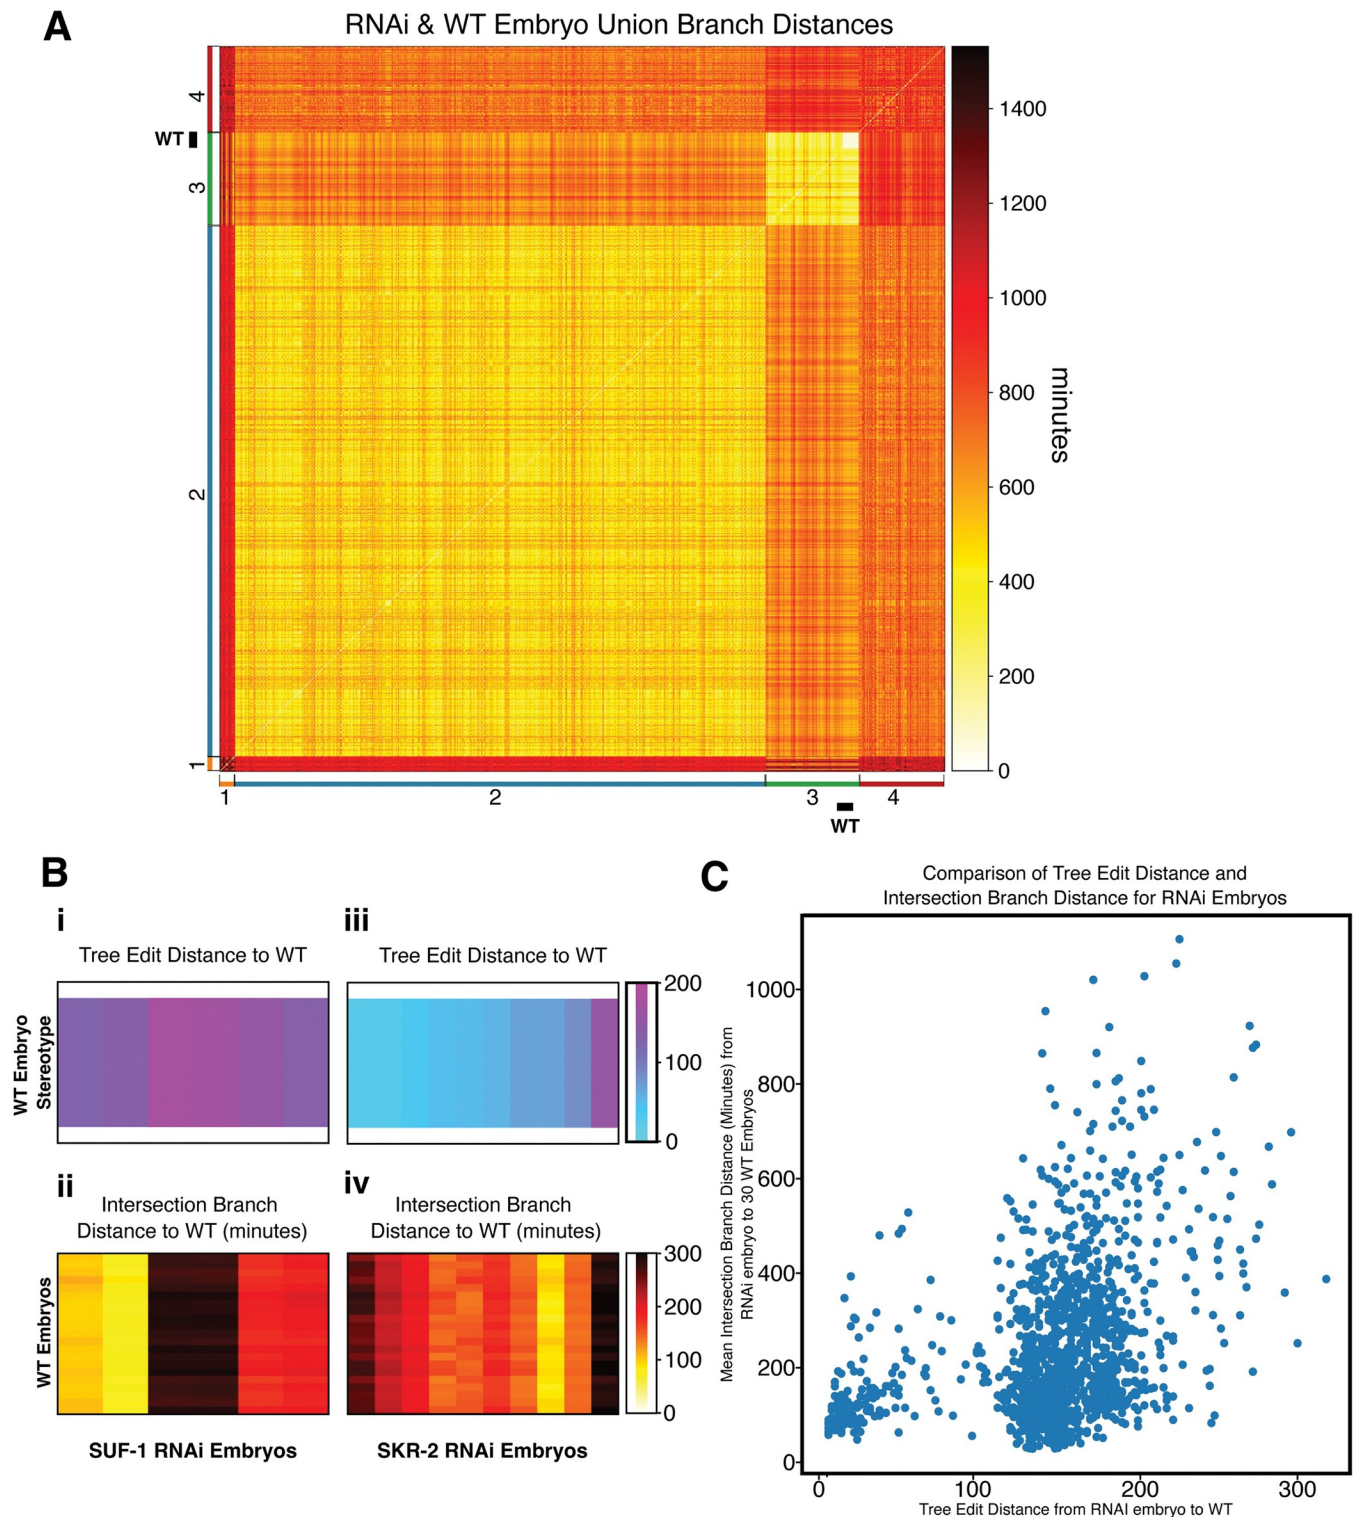 A
RNAi & WT Embryo Union Branch Distances
4
WT
3
2
1
1
2
3
4
WT
1400
1200
1000
800
600
400
200
0
minutes
B
i
Tree Edit Distance to WT
iii
Tree Edit Distance to WT
WT Embryo
Stereotype
200
100
0
ii
Intersection Branch
Distance to WT (minutes)
iv
Intersection Branch
Distance to WT (minutes)
WT Embryos
300
200
100
0
SUF-1 RNAi Embryos
SKR-2 RNAi Embryos
C
Comparison of Tree Edit Distance and
Intersection Branch Distance for RNAi Embryos
Mean Intersection Branch Distance (Minutes) from
RNAi embryo to 30 WT Embryos
1000
800
600
400
200
0
0
100
200
300
Tree Edit Distance from RNAI embryo to WT